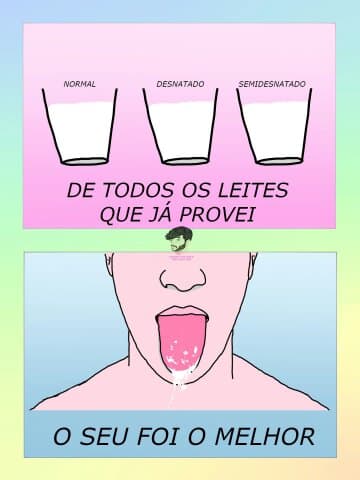 NORMAL
DESNATADO
SEMIDESNATADO
DE TODOS OS LEITES
QUE JÁ PROVEI
O SEU FOI O MELHOR